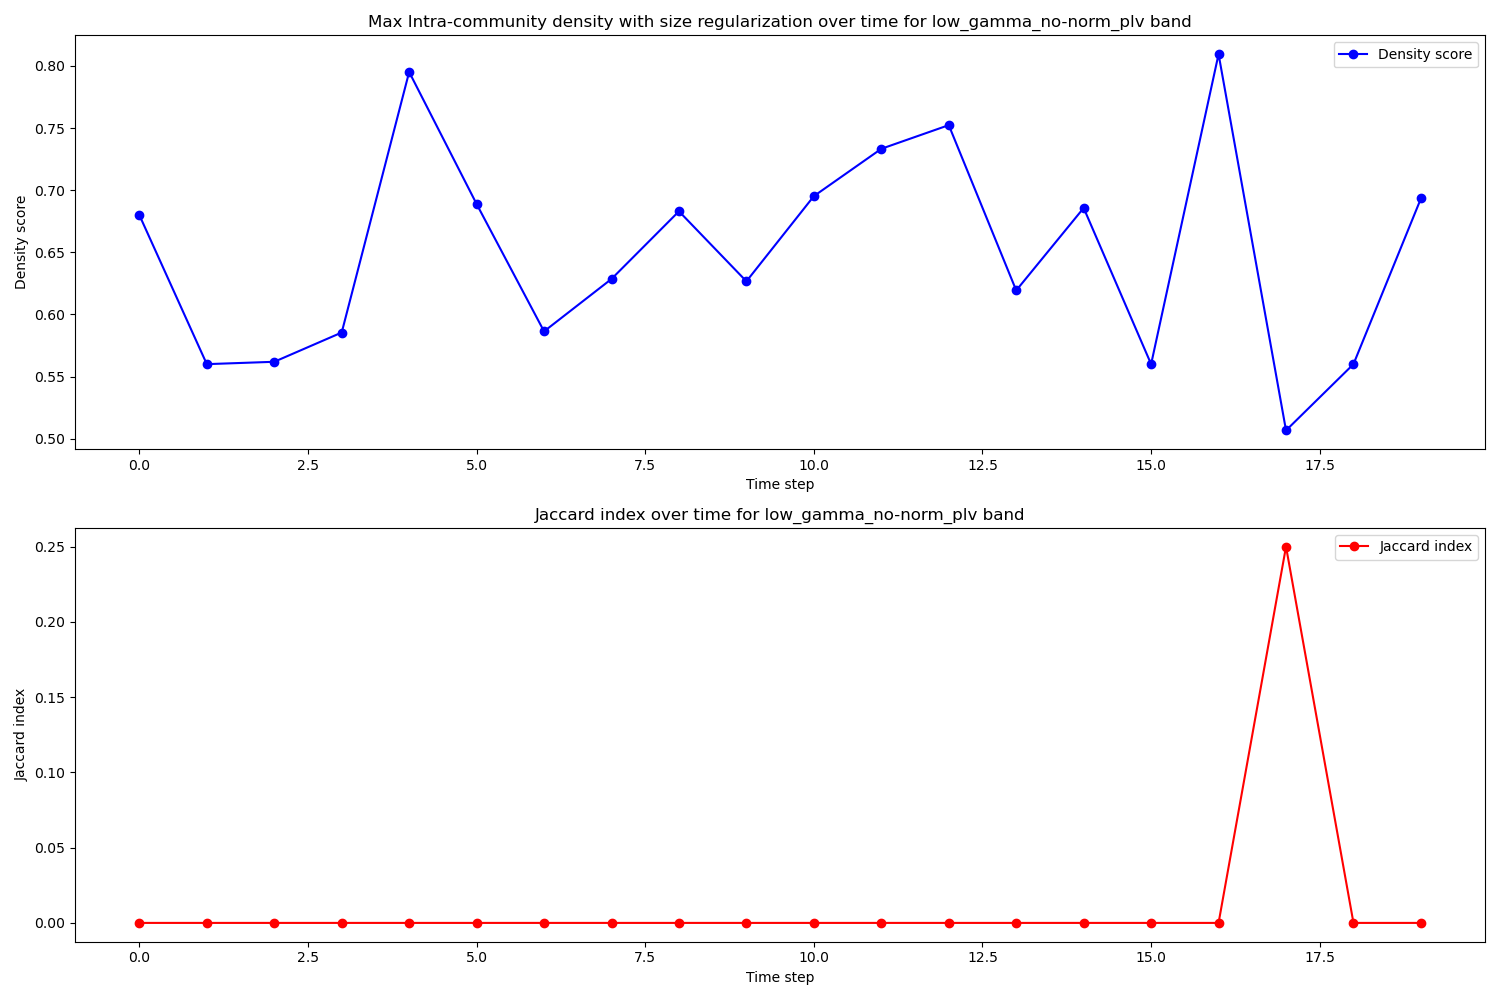 Max Intra-community density with size regularization over time for low_gamma_no-norm_plv band
Density score
0.80
0.75
0.70
0.65
0.60
0.55
0.50
Density score
0.0 2.5 5.0 7.5 10.0 12.5 15.0 17.5
Time step
Jaccard index over time for low_gamma_no-norm_plv band
Jaccard index
0.25
0.20
0.15
0.10
0.05
0.00
Jaccard index
0.0 2.5 5.0 7.5 10.0 12.5 15.0 17.5
Time step